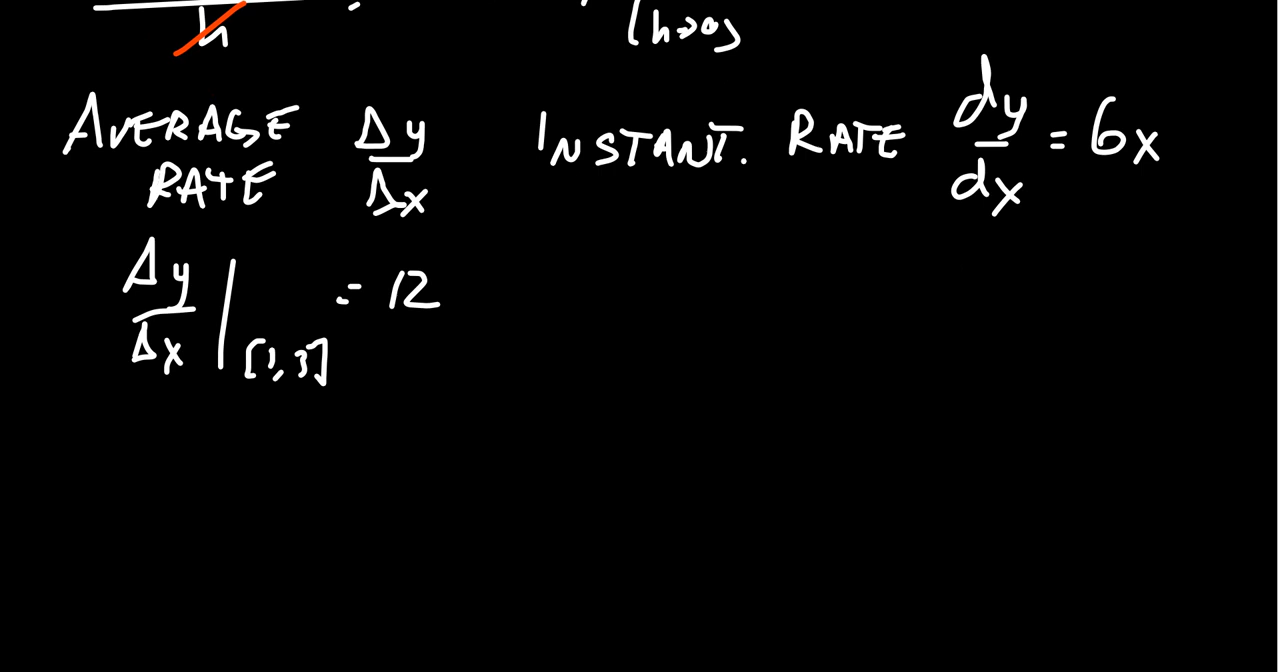 h
{h→0}
AVERAGE RATE Δy/Δx
INSTANT. RATE dy/dx = 6x
Δy/Δx |[1, 3] = 12